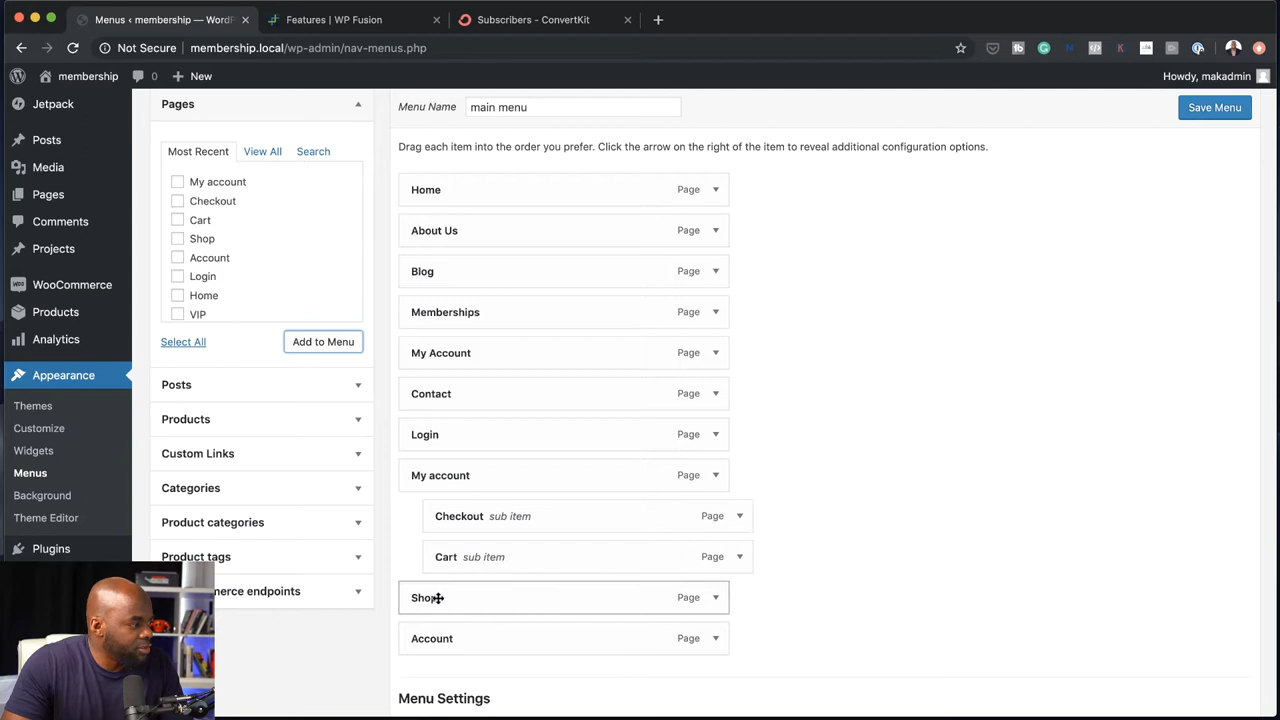 Menus ‹ membership — WordP
Features | WP Fusion
Subscribers - ConvertKit
Not Secure
membership.local/wp-admin/nav-menus.php
membership
0
New
Howdy, makadmin
Jetpack
Posts
Media
Pages
Comments
Projects
WooCommerce
Products
Analytics
Appearance
Themes
Customize
Widgets
Menus
Background
Theme Editor
Plugins
Pages
Most Recent
View All
Search
My account
Checkout
Cart
Shop
Account
Login
Home
VIP
Select All
Add to Menu
Posts
Products
Custom Links
Categories
Product categories
Product tags
merce endpoints
Menu Name
main menu
Save Menu
Drag each item into the order you prefer. Click the arrow on the right of the item to reveal additional configuration options.
Home Page
About Us Page
Blog Page
Memberships Page
My Account Page
Contact Page
Login Page
My account Page
Checkout sub item Page
Cart sub item Page
Shop Page
Account Page
Menu Settings